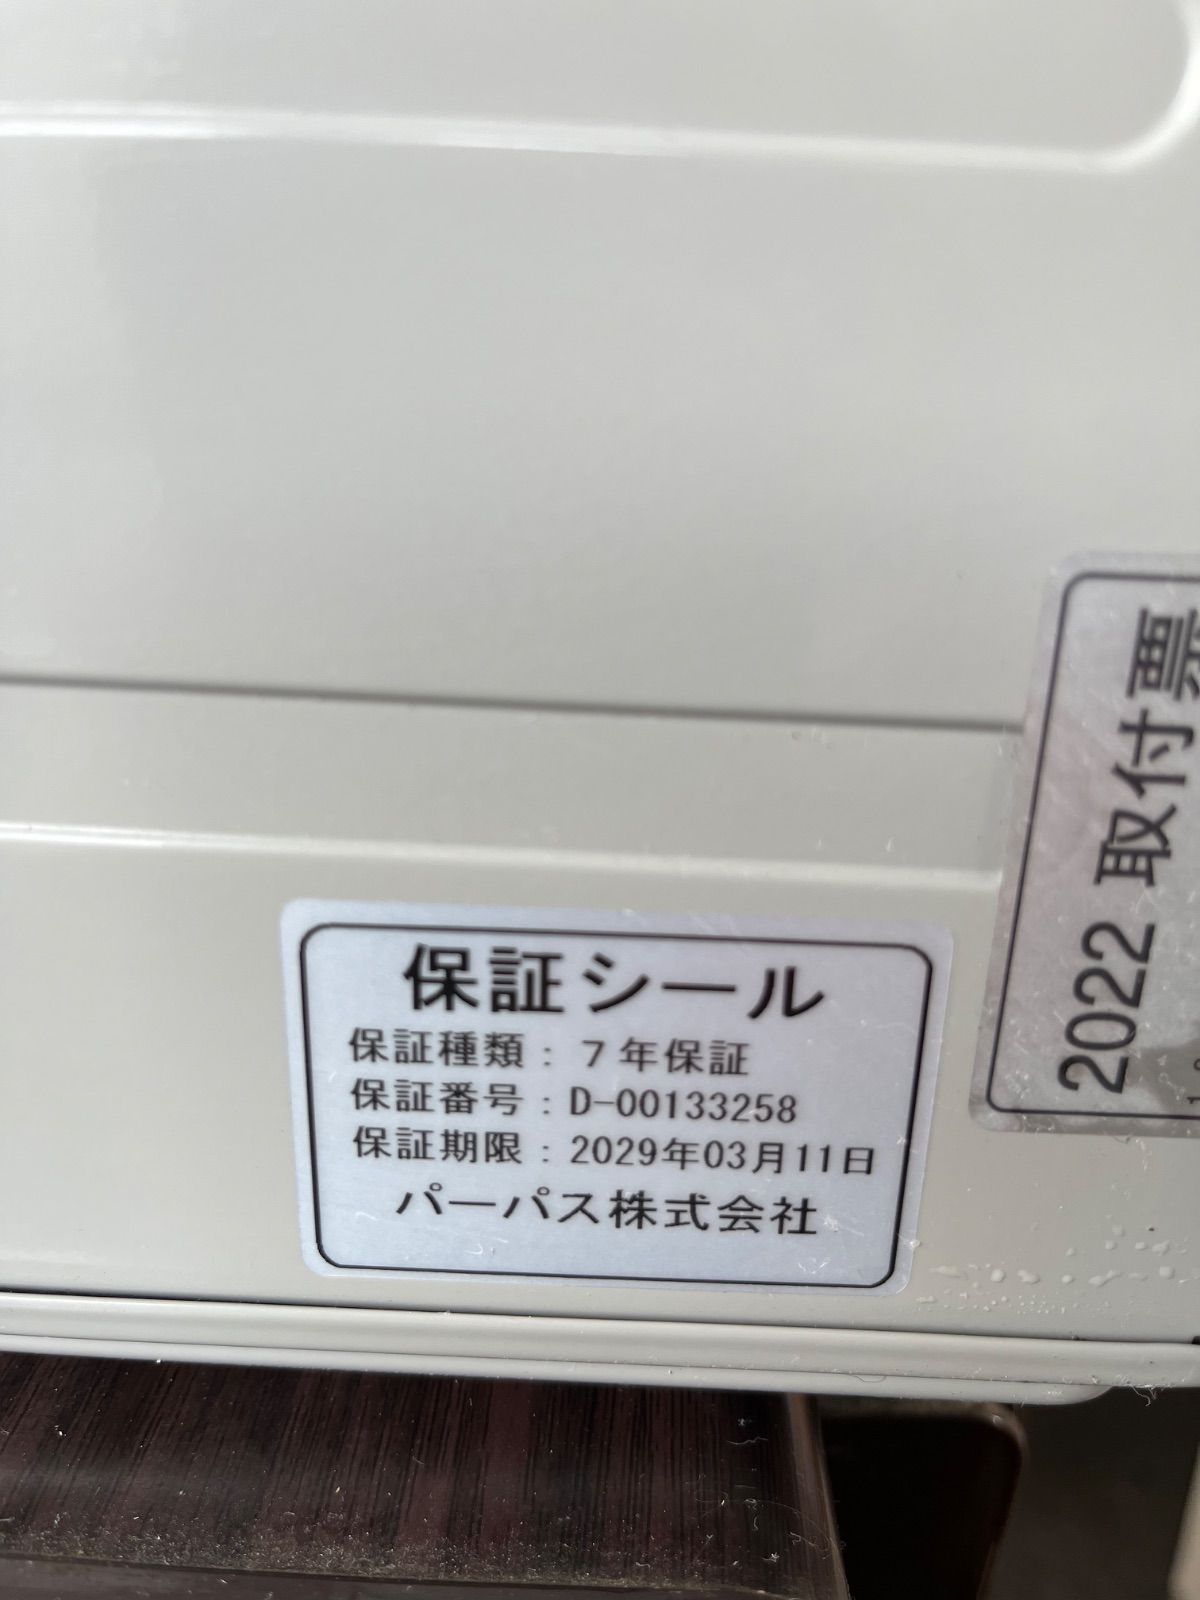 保証シール
保証種類：７年保証
保証番号：D-00133258
保証期限：2029年03月11日
パーパス株式会社
2022 取付票